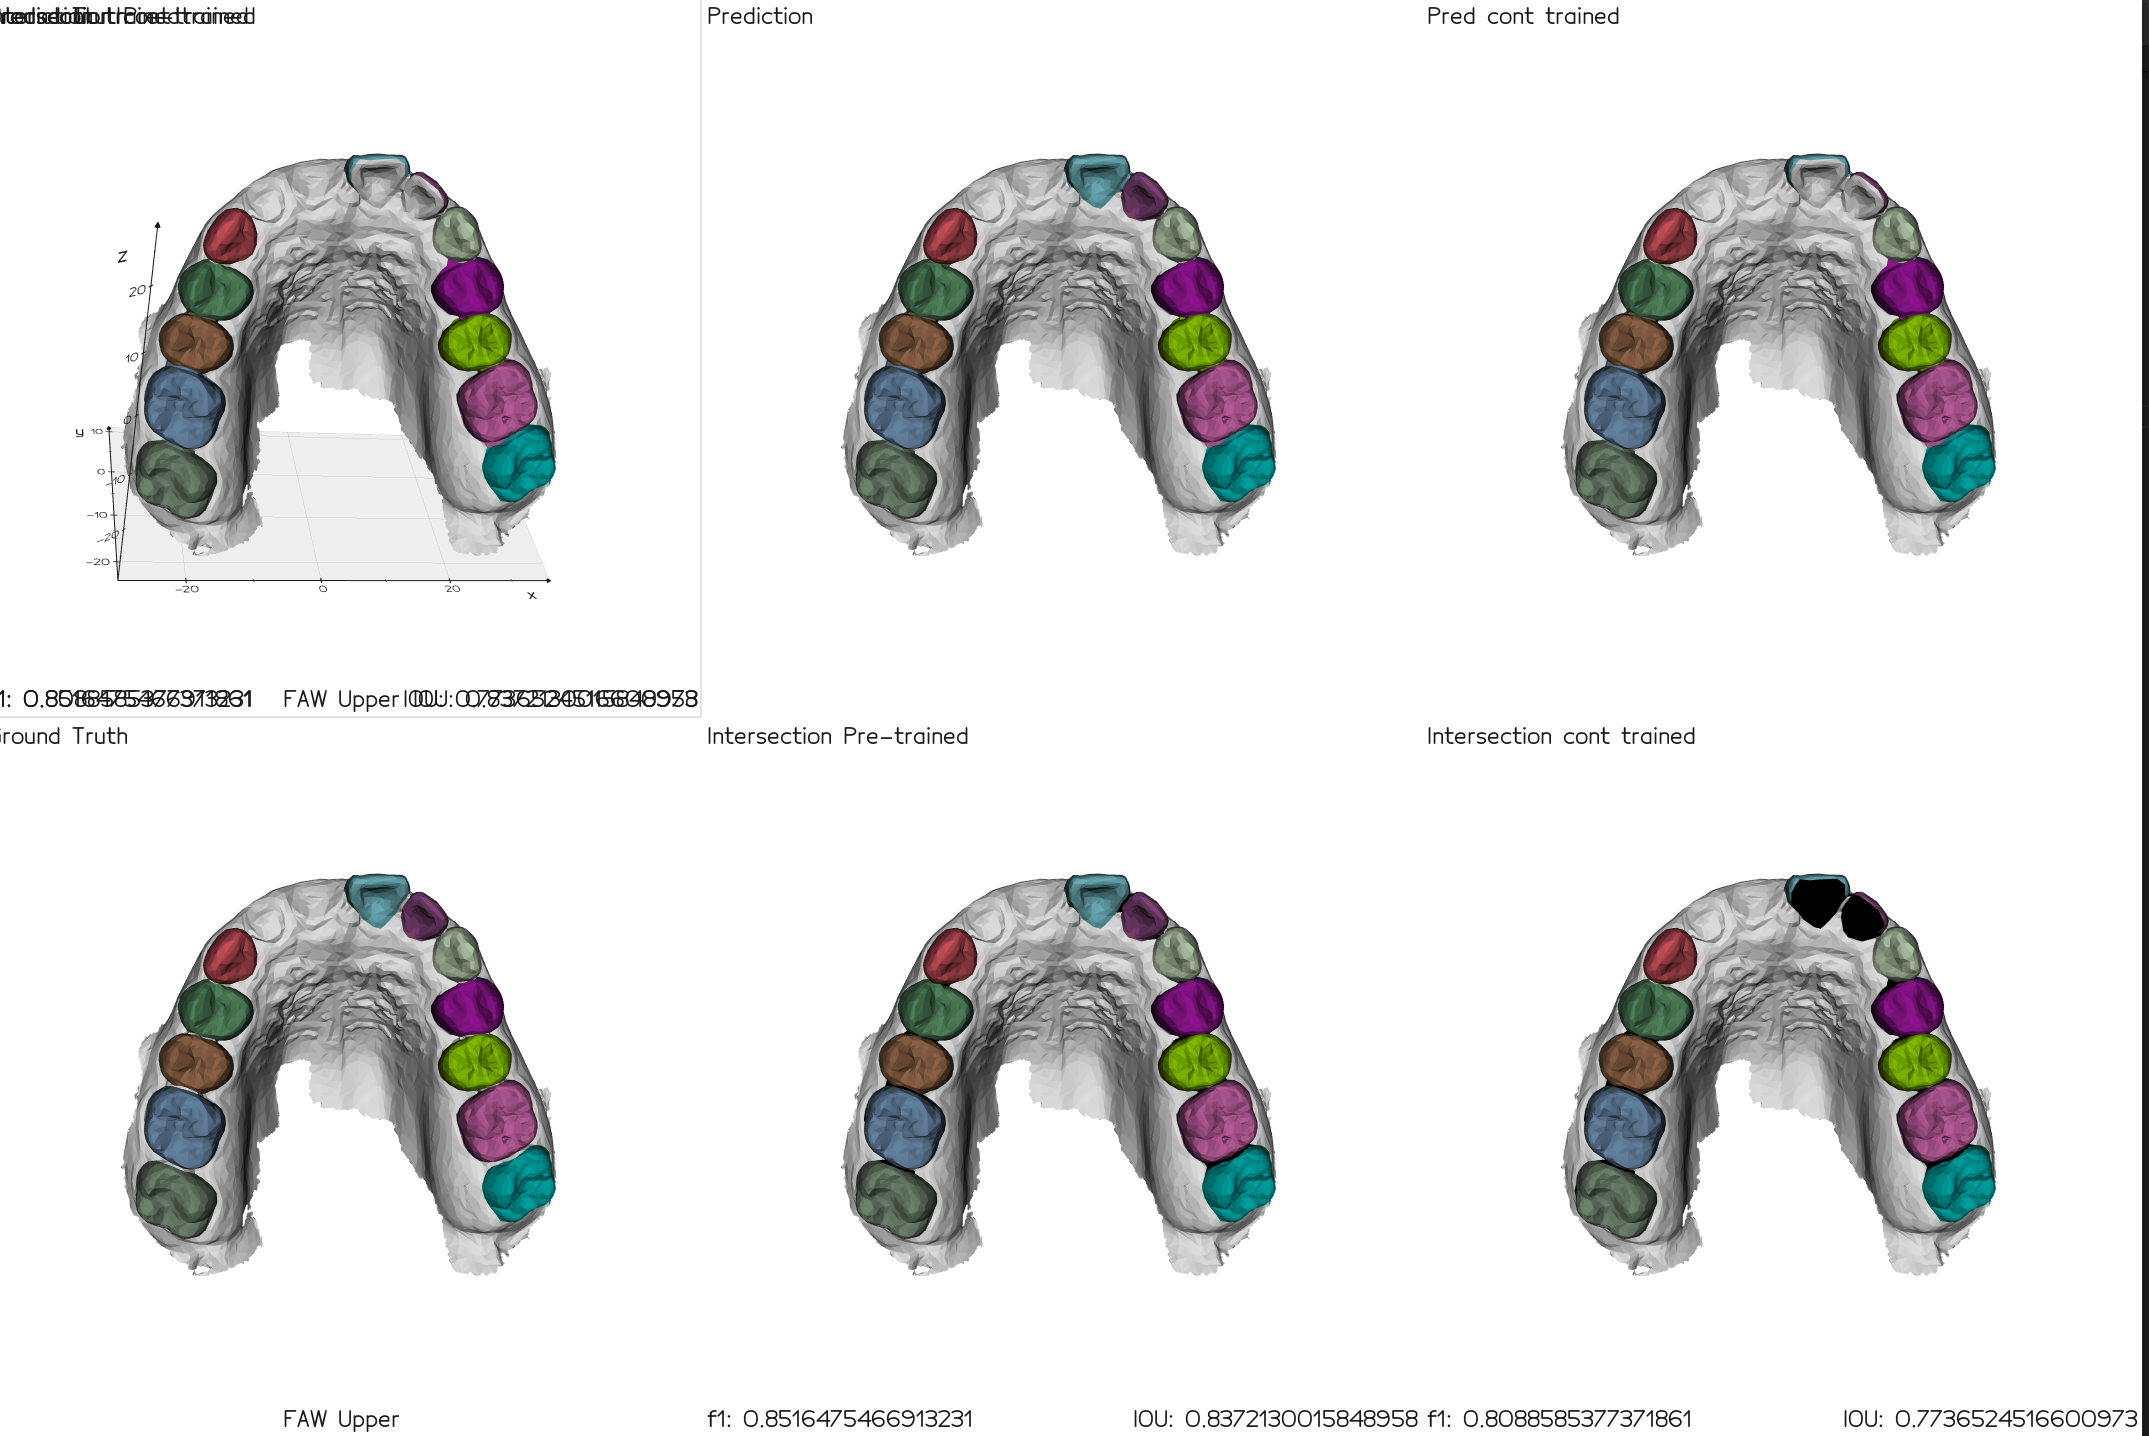 Prediction
Pred cont trained
Z
20
10
0
y 10
0
-10
-10
-20
-20
-20 0 20
x
FAW Upper
Ground Truth
Intersection Pre-trained
Intersection cont trained
FAW Upper
f1: 0.8516475466913231
IOU: 0.8372130015848958
f1: 0.8088585377371861
IOU: 0.77365245166009​73